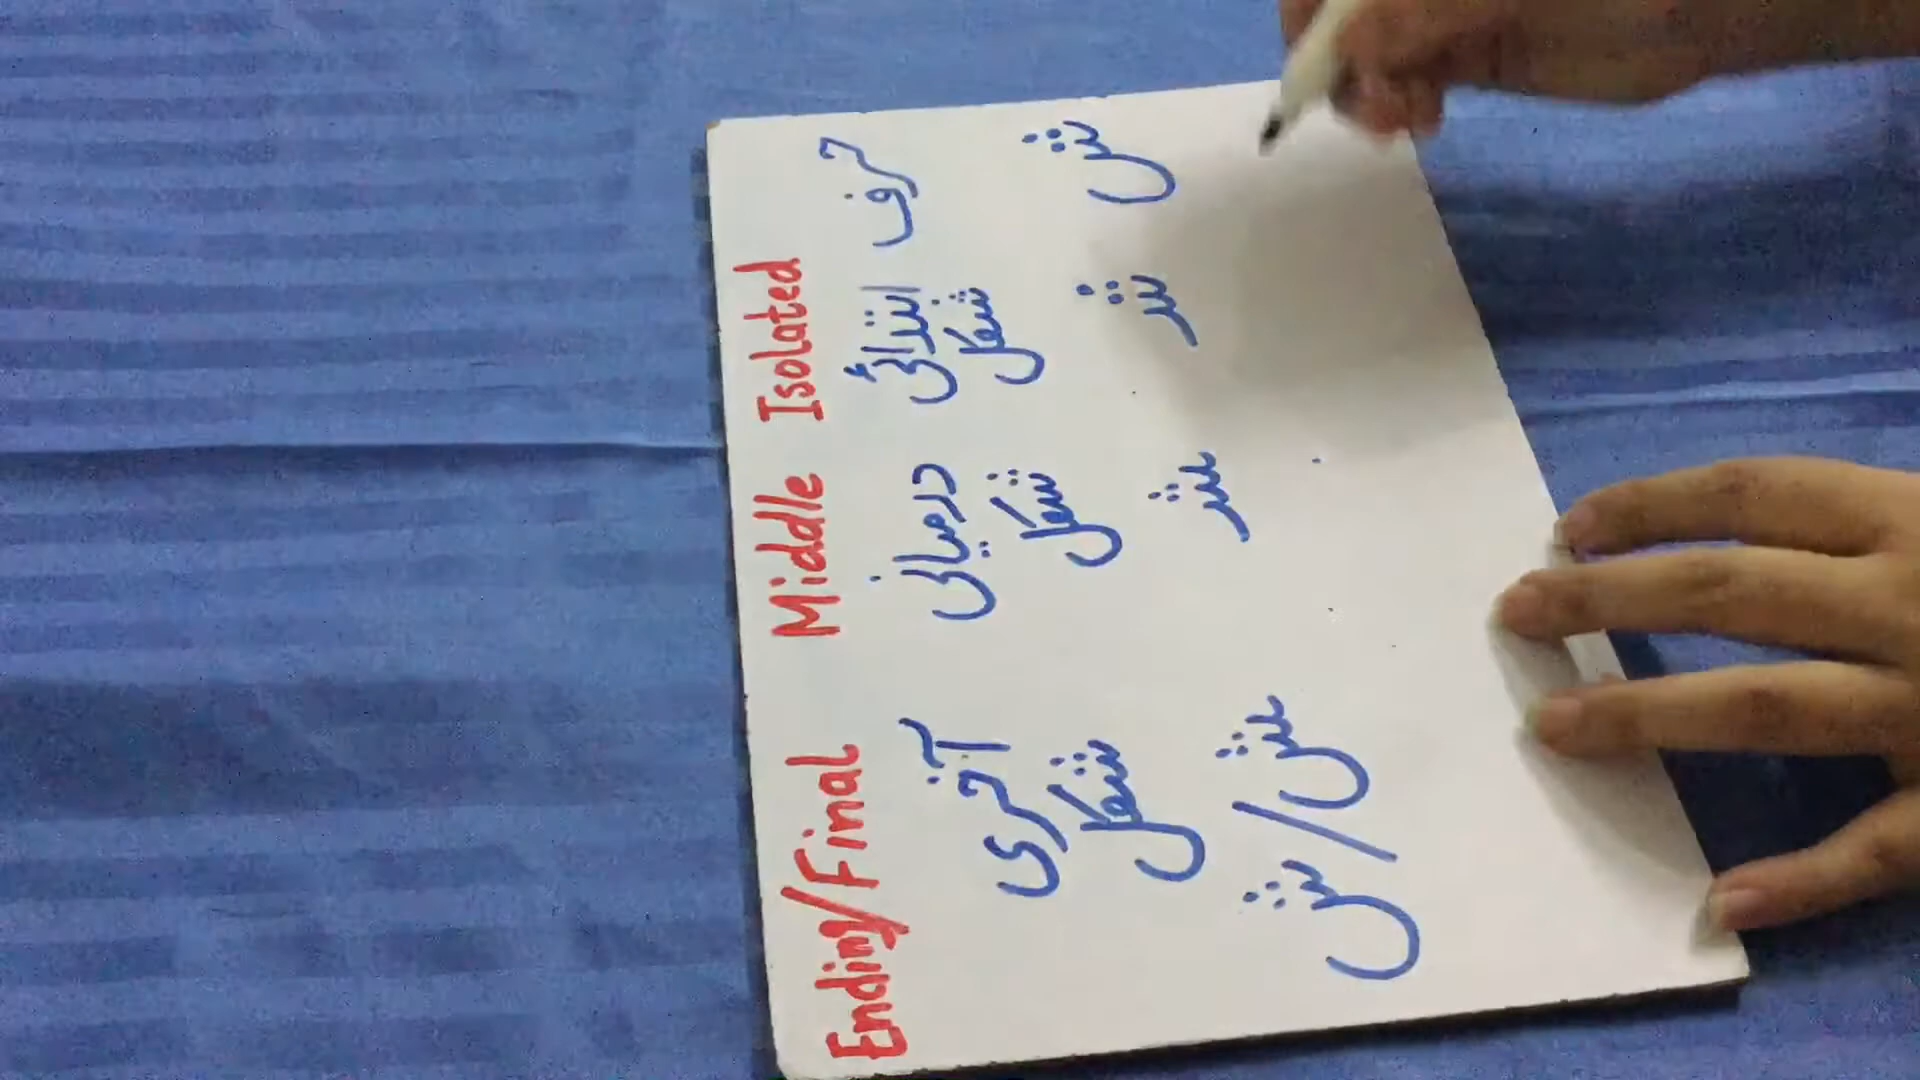 Ending/Final Middle Isolated
حرف ابتدائی شکل درمیانی شکل آخری شکل
ش شـ ـشـ ـش / ش